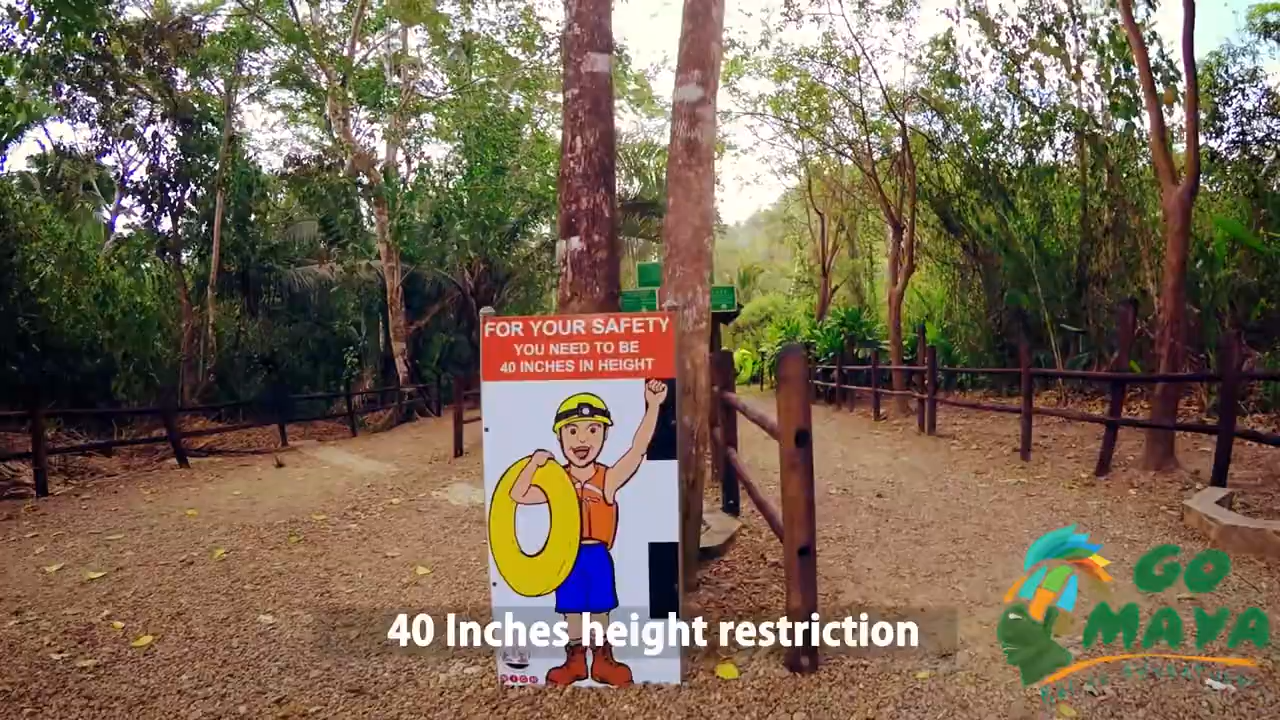 FOR YOUR SAFETY
YOU NEED TO BE
40 INCHES IN HEIGHT
40 Inches height restriction
GO
MAYA